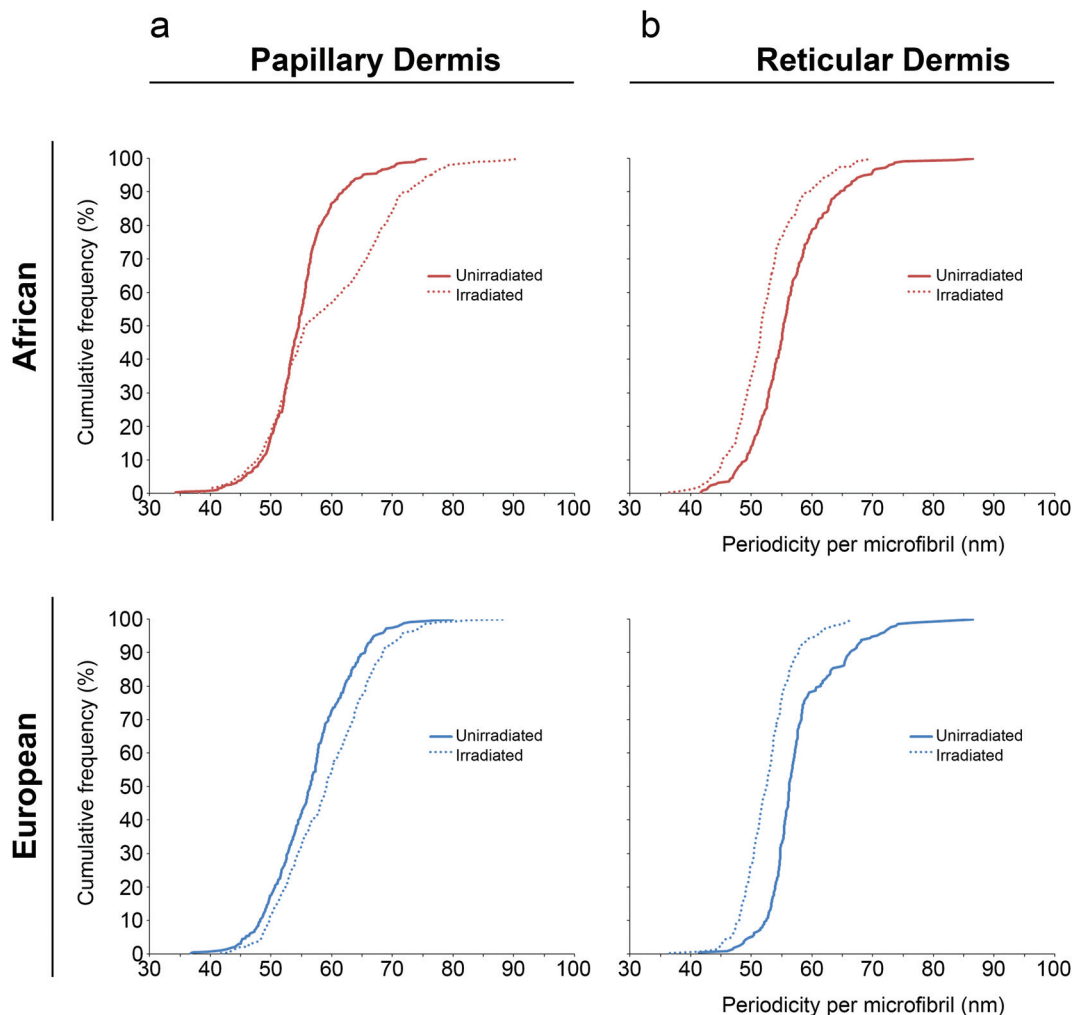 a
b
Papillary Dermis
Reticular Dermis
African
Cumulative frequency (%)
100
90
80
70
60
50
40
30
20
10
0
Unirradiated
Irradiated
30 40 50 60 70 80 90 100
Unirradiated
Irradiated
30 40 50 60 70 80 90 100
Periodicity per microfibril (nm)
European
Cumulative frequency (%)
100
90
80
70
60
50
40
30
20
10
0
Unirradiated
Irradiated
30 40 50 60 70 80 90 100
Unirradiated
Irradiated
30 40 50 60 70 80 90 100
Periodicity per microfibril (nm)